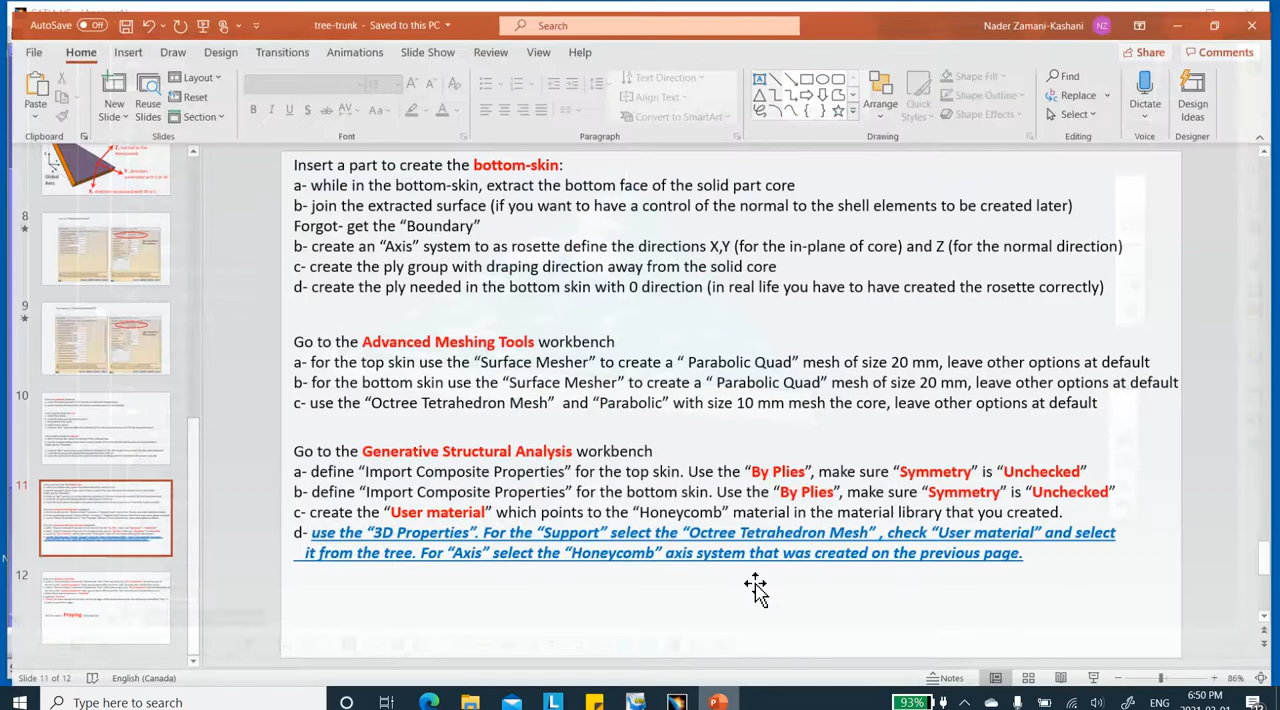 AutoSave Off
tree-trunk - Saved to this PC
Search
Nader Zamani-Kashani NZ
File Home Insert Draw Design Transitions Animations Slide Show Review View Help
Share Comments
Paste
New Slide
Reuse Slides
Layout
Reset
Section
Text Direction
Align Text
Convert to SmartArt
Arrange
Quick Styles
Shape Fill
Shape Outline
Shape Effects
Find
Replace
Select
Dictate
Design Ideas
Clipboard Slides Font Paragraph Drawing Editing Voice Designer
8
9
10
11
12
Insert a part to create the bottom-skin:
a- while in the bottom-skin, extract the bottom face of the solid part core
b- join the extracted surface (if you want to have a control of the normal to the shell elements to be created later)
Forgot- get the “Boundary”
b- create an “Axis” system to as rosette define the directions X,Y (for the in-plane of core) and Z (for the normal direction)
c- create the ply group with draping direction away from the solid core
d- create the ply needed in the bottom skin with 0 direction (in real life you have to have created the rosette correctly)
Go to the Advanced Meshing Tools workbench
a- for the top skin use the “Surface Mesher” to create a “ Parabolic Quad” mesh of size 20 mm, leave other options at default
b- for the bottom skin use the “Surface Mesher” to create a “ Parabolic Quad” mesh of size 20 mm, leave other options at default
c- use the “Octree Tetrahedron Mesh” and “Parabolic” with size 10 mm mesh the core, leave other options at default
Go to the Generative Structural Analysis workbench
a- define “Import Composite Properties” for the top skin. Use the “By Plies”, make sure “Symmetry” is “Unchecked”
b- define “Import Composite Properties” for the bottom skin. Use the “By Plies”, make sure “Symmetry” is “Unchecked”
c- create the “User material” which points to the “Honeycomb” material in the material library that you created.
d- use the “3D Properties”. For the “Support” select the “Octree Tetrahedron Mesh” , check “User material” and select
it from the tree. For “Axis” select the “Honeycomb” axis system that was created on the previous page.
Slide 11 of 12
English (Canada)
Notes
86%
Type here to search
93%
ENG
6:50 PM